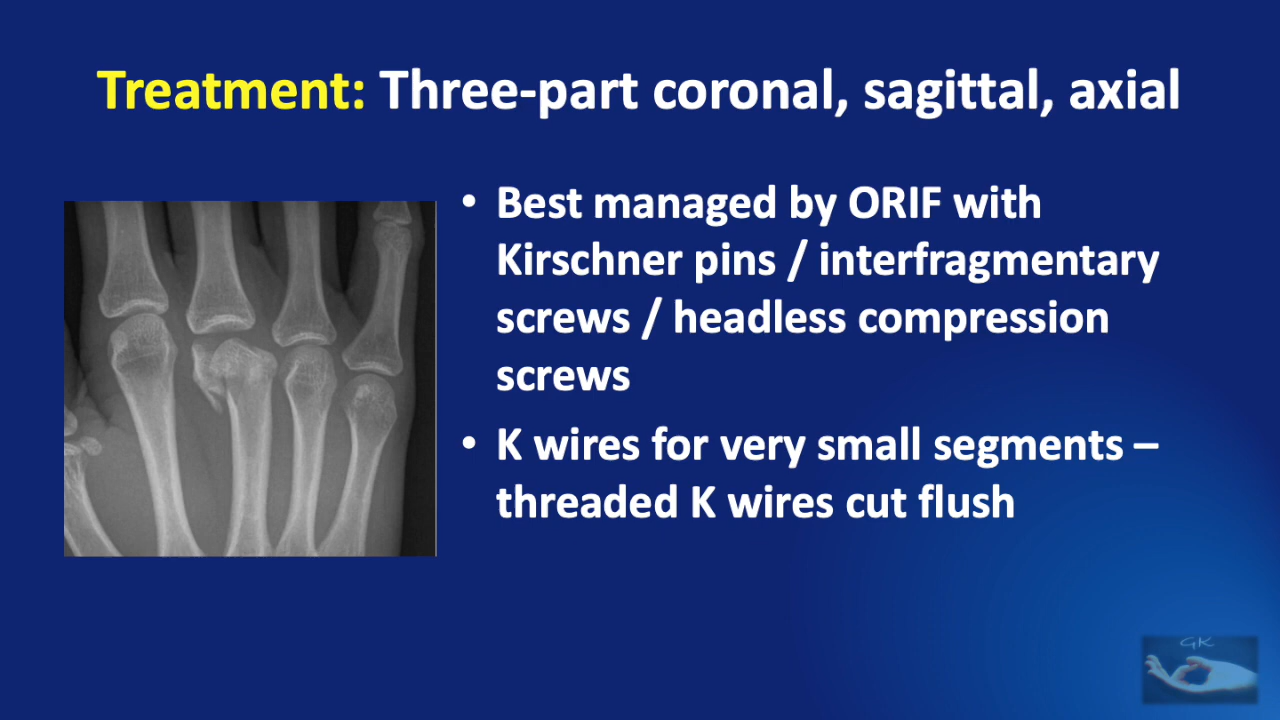 Treatment: Three-part coronal, sagittal, axial
• Best managed by ORIF with
Kirschner pins / interfragmentary
screws / headless compression
screws
• K wires for very small segments –
threaded K wires cut flush
GK